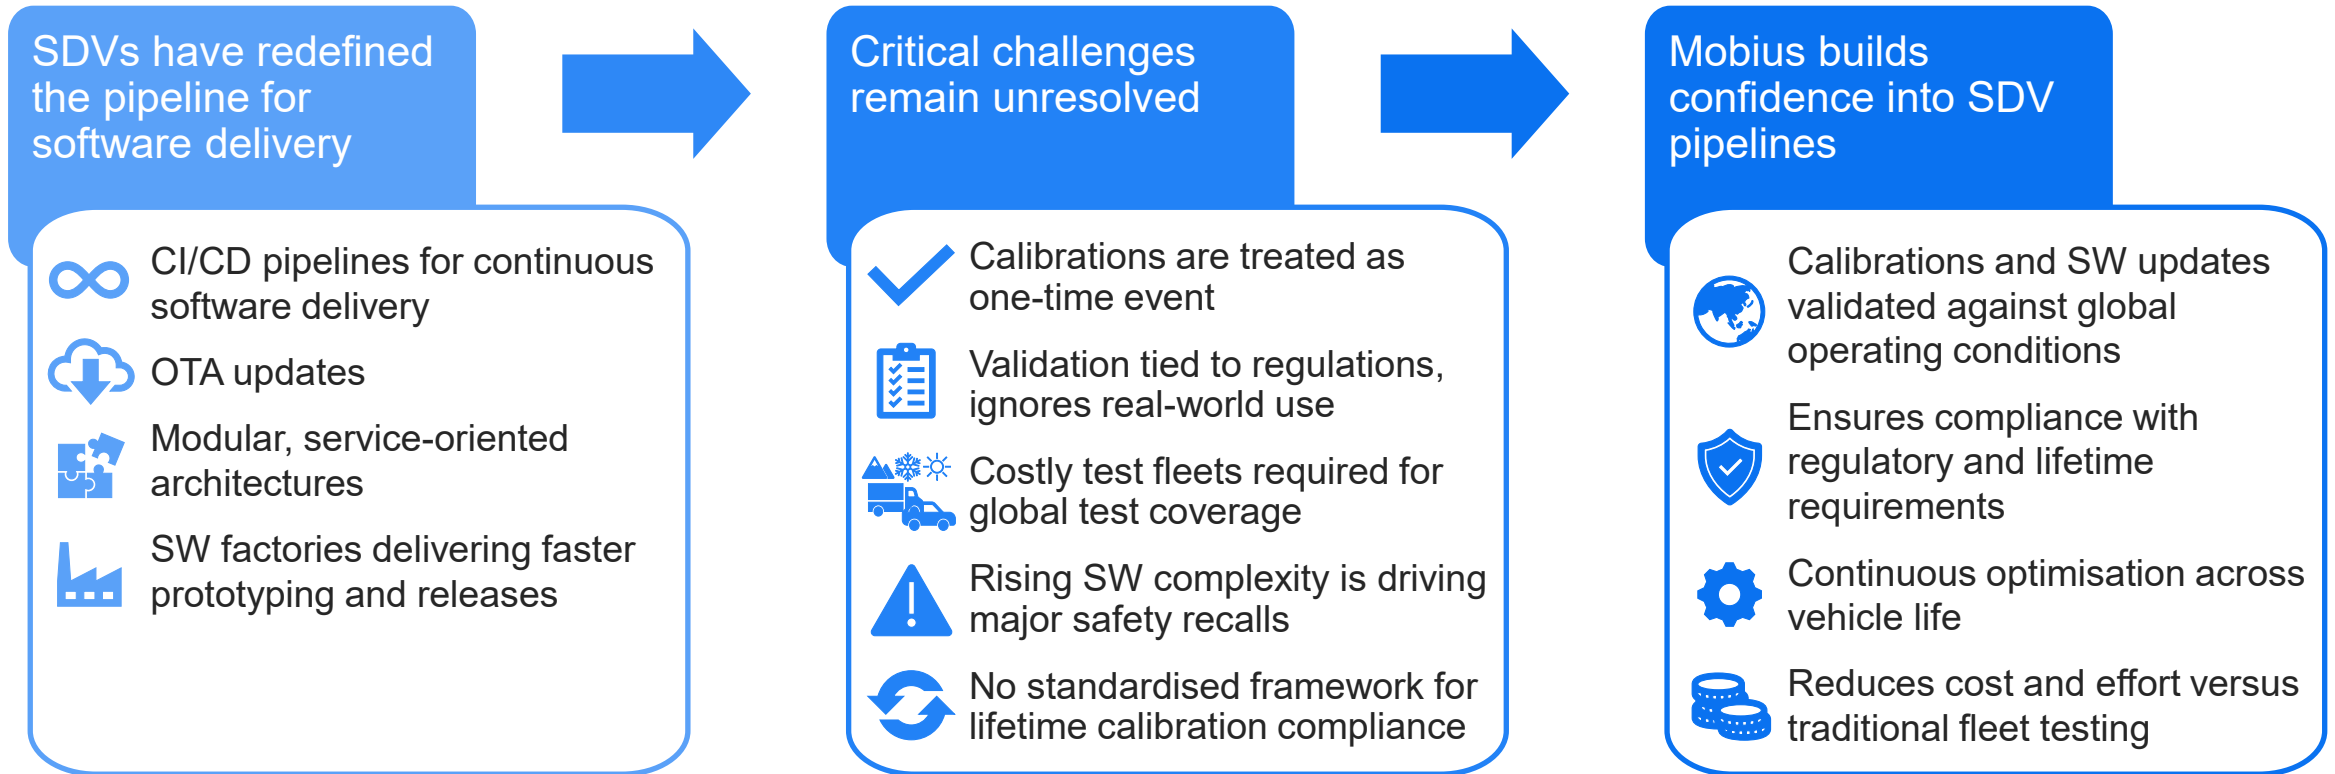 SDVs have redefined
the pipeline for
software delivery
CI/CD pipelines for continuous
software delivery
OTA updates
Modular, service-oriented
architectures
SW factories delivering faster
prototyping and releases
Critical challenges
remain unresolved
Calibrations are treated as
one-time event
Validation tied to regulations,
ignores real-world use
Costly test fleets required for
global test coverage
Rising SW complexity is driving
major safety recalls
No standardised framework for
lifetime calibration compliance
Mobius builds
confidence into SDV
pipelines
Calibrations and SW updates
validated against global
operating conditions
Ensures compliance with
regulatory and lifetime
requirements
Continuous optimisation across
vehicle life
Reduces cost and effort versus
traditional fleet testing